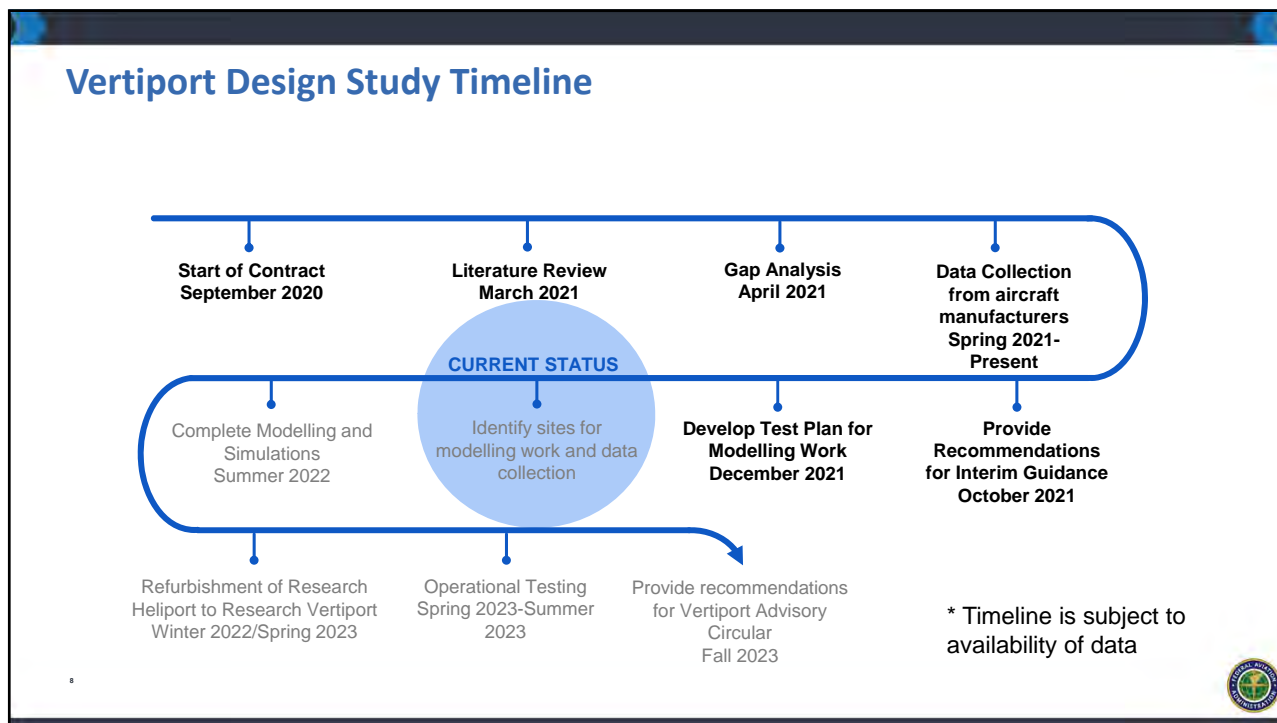 Vertiport Design Study Timeline
Start of Contract
September 2020
Literature Review
March 2021
Gap Analysis
April 2021
Data Collection
from aircraft
manufacturers
Spring 2021-
Present
CURRENT STATUS
Complete Modelling and
Simulations
Summer 2022
Identify sites for
modelling work and data
collection
Develop Test Plan for
Modelling Work
December 2021
Provide
Recommendations
for Interim Guidance
October 2021
Refurbishment of Research
Heliport to Research Vertiport
Winter 2022/Spring 2023
Operational Testing
Spring 2023-Summer
2023
Provide recommendations
for Vertiport Advisory
Circular
Fall 2023
* Timeline is subject to
availability of data
8
FEDERAL AVIATION
ADMINISTRATION